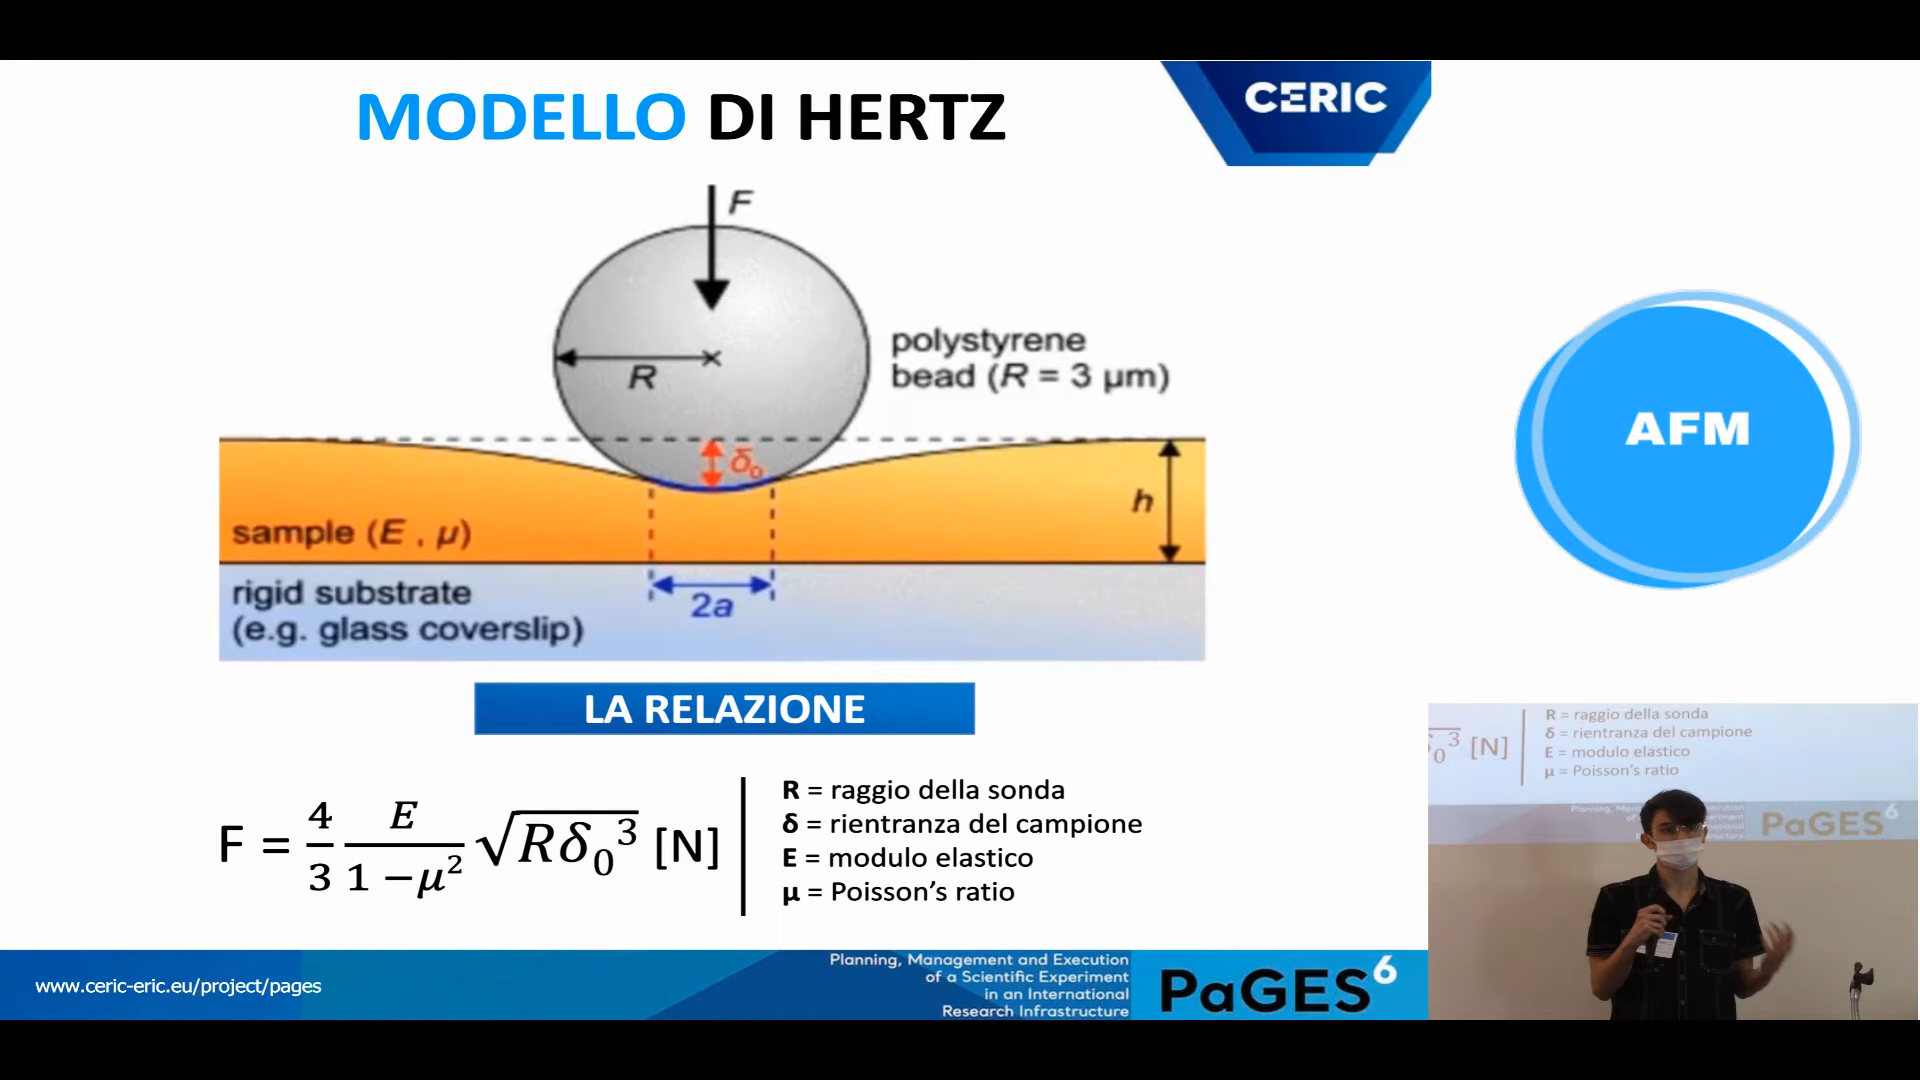 MODELLO DI HERTZ
CERIC
F
R
polystyrene
bead (R = 3 µm)
δ₀
h
sample (E , µ)
2a
rigid substrate
(e.g. glass coverslip)
AFM
LA RELAZIONE
F = 4/3 E/(1 − µ²) √(Rδ₀³) [N]
R = raggio della sonda
δ = rientranza del campione
E = modulo elastico
µ = Poisson's ratio
δ₀³ [N]
R = raggio della sonda
δ = rientranza del campione
E = modulo elastico
µ = Poisson's ratio
PaGES⁶
www.ceric-eric.eu/project/pages
Planning, Management and Execution
of a Scientific Experiment
in an International
Research Infrastructure
PaGES⁶